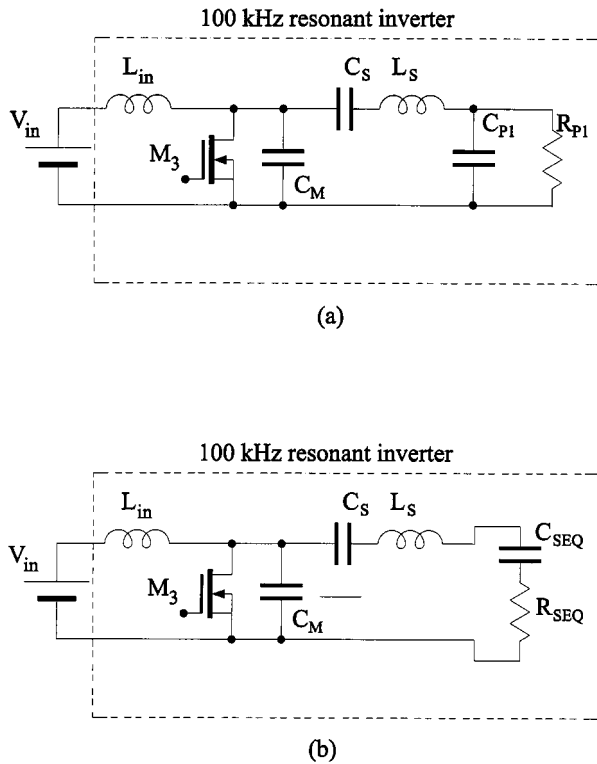 100 kHz resonant inverter
L_in
C_S
L_S
V_in
M_3
C_M
C_P1
R_P1
(a)
100 kHz resonant inverter
L_in
C_S
L_S
C_SEQ
V_in
M_3
C_M
R_SEQ
(b)